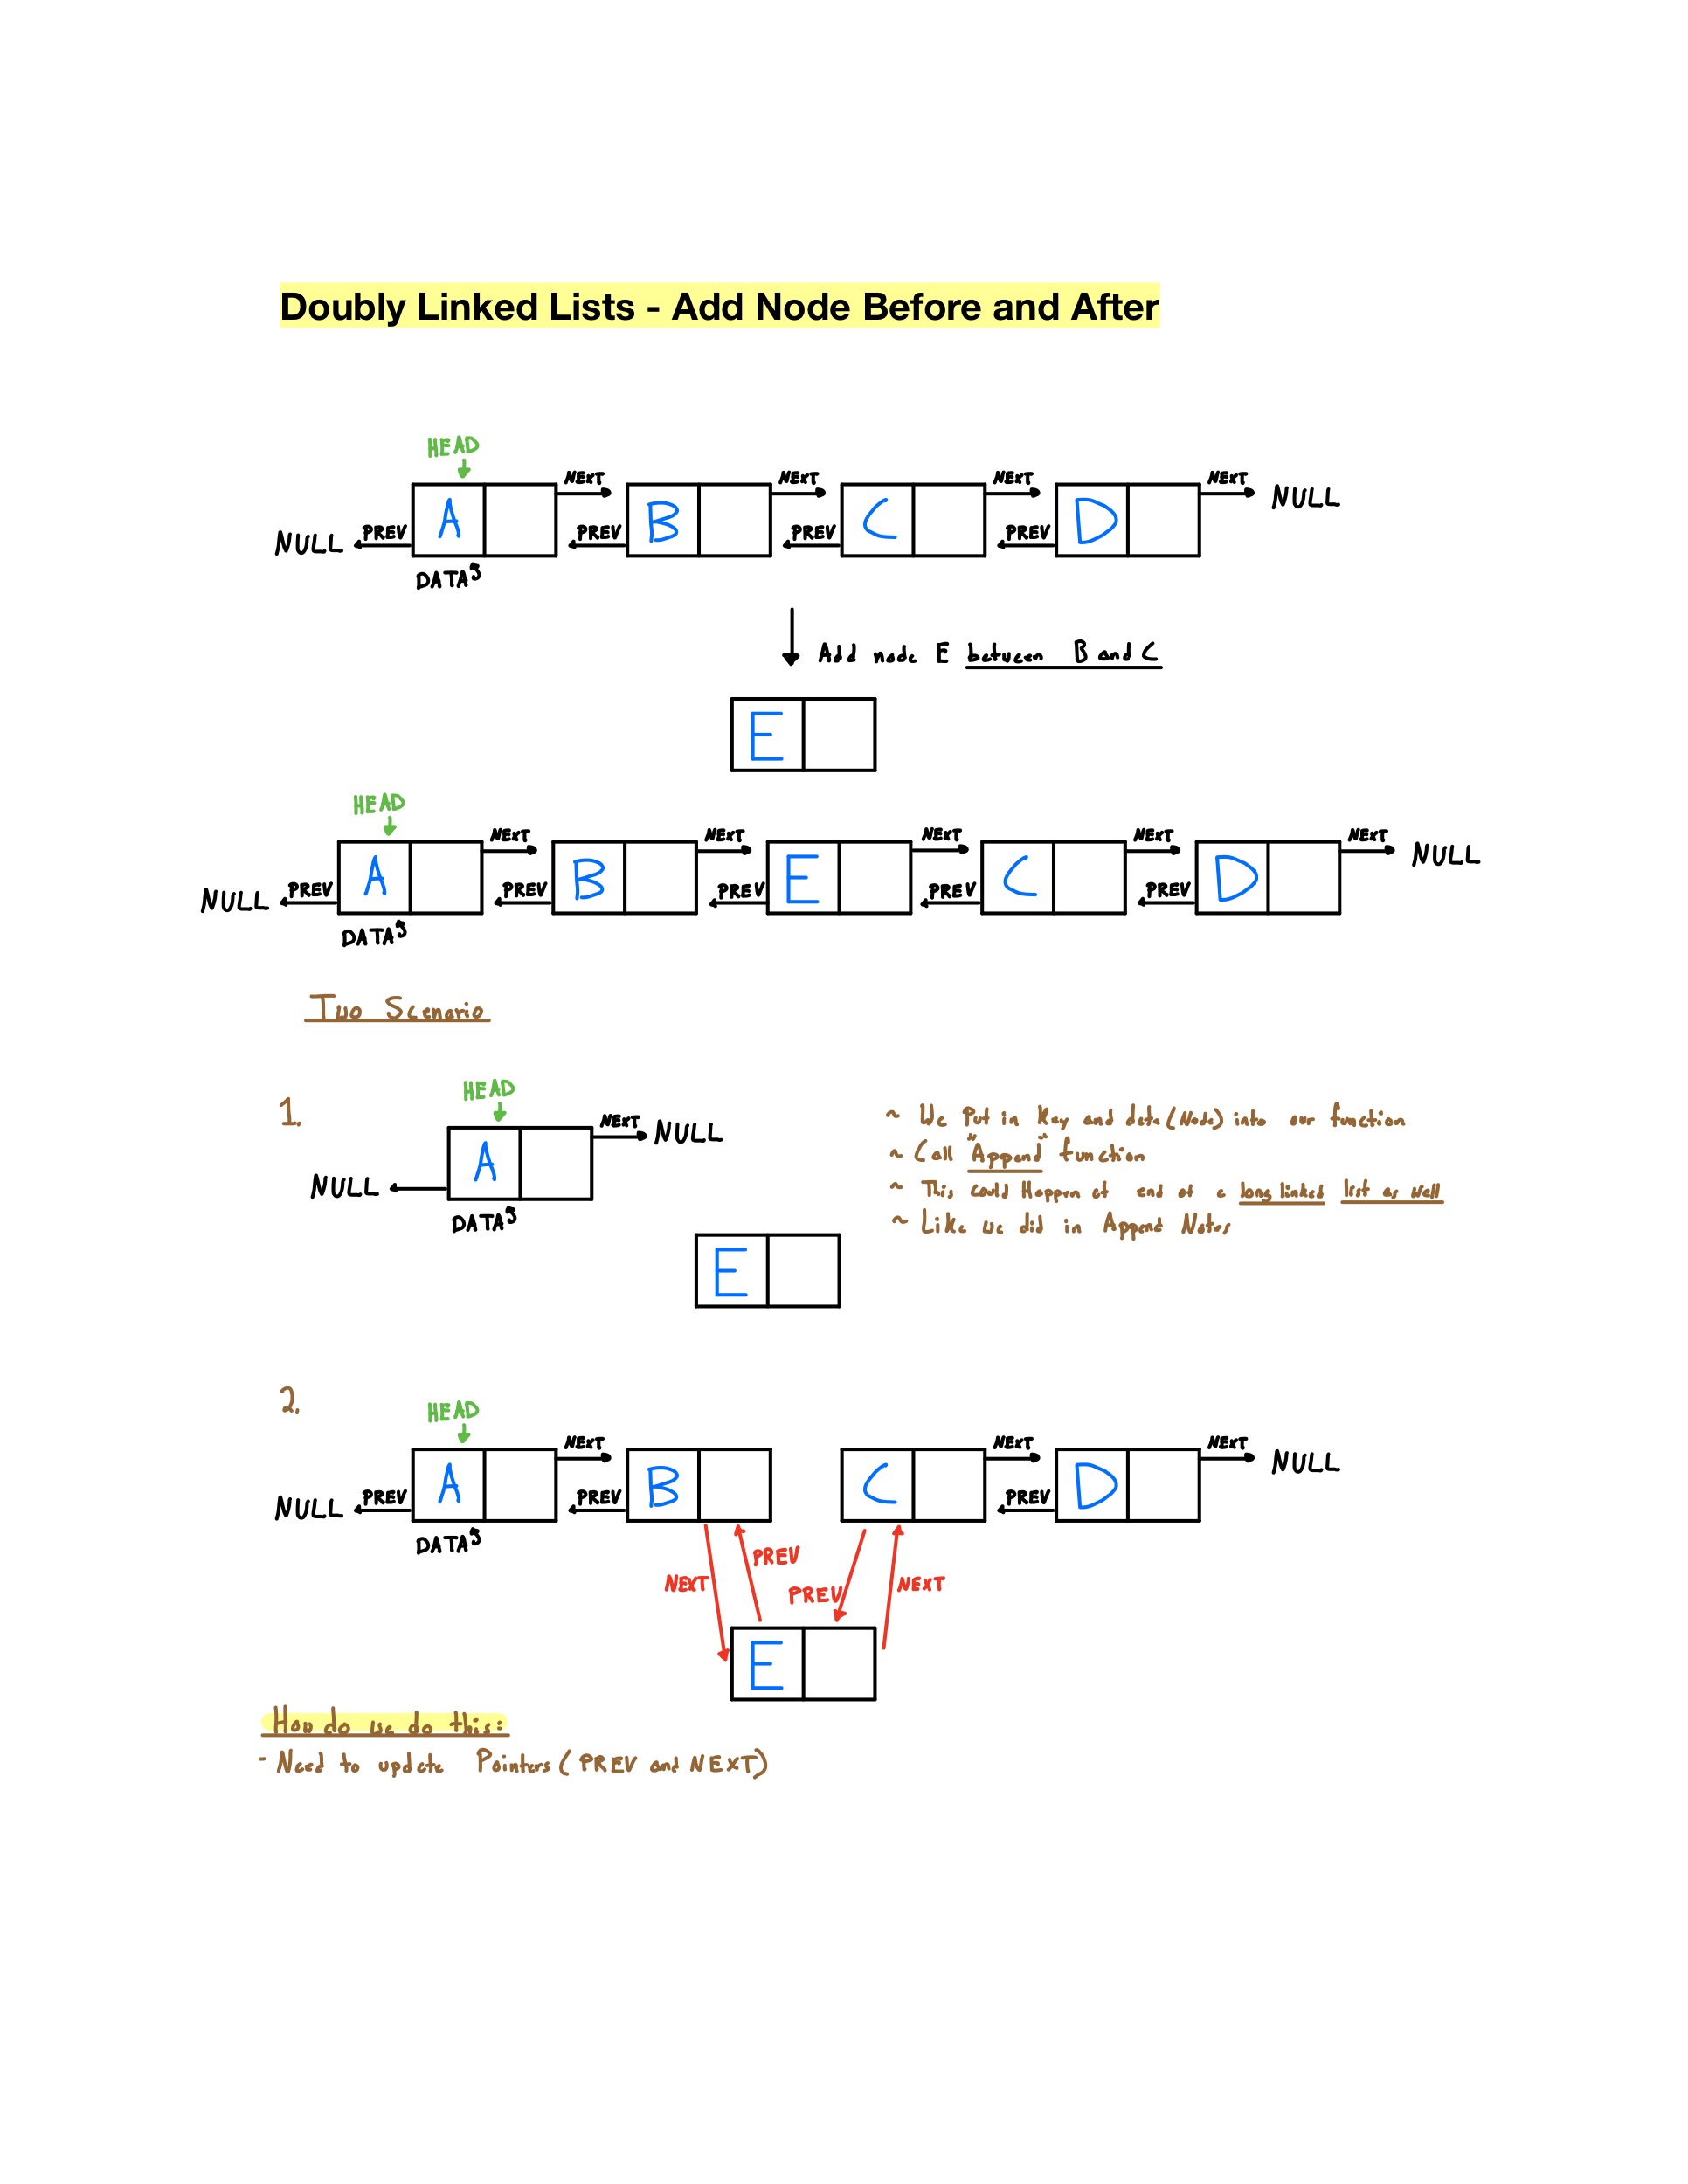 Doubly Linked Lists - Add Node Before and After
HEAD
NEXT NEXT NEXT NEXT
A B C D NULL
NULL PREV PREV PREV PREV
DATA
Add node E between B and C
E
HEAD
NEXT NEXT NEXT NEXT NEXT
A B E C D NULL
NULL PREV PREV PREV PREV PREV
DATA
Two Scenario
1.
HEAD
NEXT NULL
A
NULL
DATA
E
~ We Put in Key and data (Node) into our function
~ Call "Append" function
~ This could Happen at end of a long linked list as well
~ Like we did in Append Notes
2.
HEAD
NEXT NEXT NEXT
A B C D NULL
NULL PREV PREV PREV
DATA
NEXT PREV PREV NEXT
E
How do we do this:
- Need to update Pointers (PREV and NEXT)